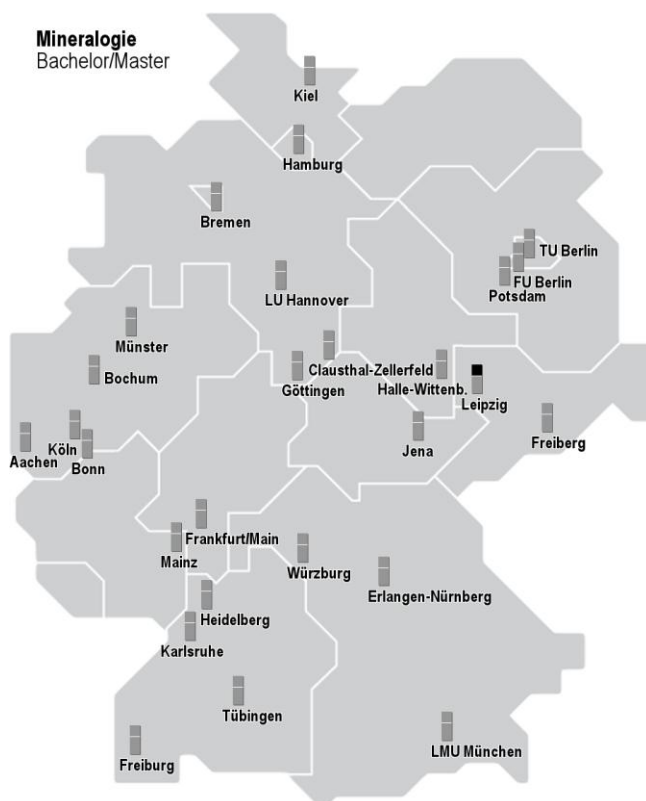 Mineralogie
Bachelor/Master
Kiel
Hamburg
Bremen
TU Berlin
FU Berlin
Potsdam
LU Hannover
Münster
Clausthal-Zellerfeld
Göttingen
Bochum
Halle-Wittenb.
Leipzig
Freiberg
Jena
Köln
Aachen
Bonn
Frankfurt/Main
Mainz
Würzburg
Erlangen-Nürnberg
Heidelberg
Karlsruhe
Tübingen
LMU München
Freiburg